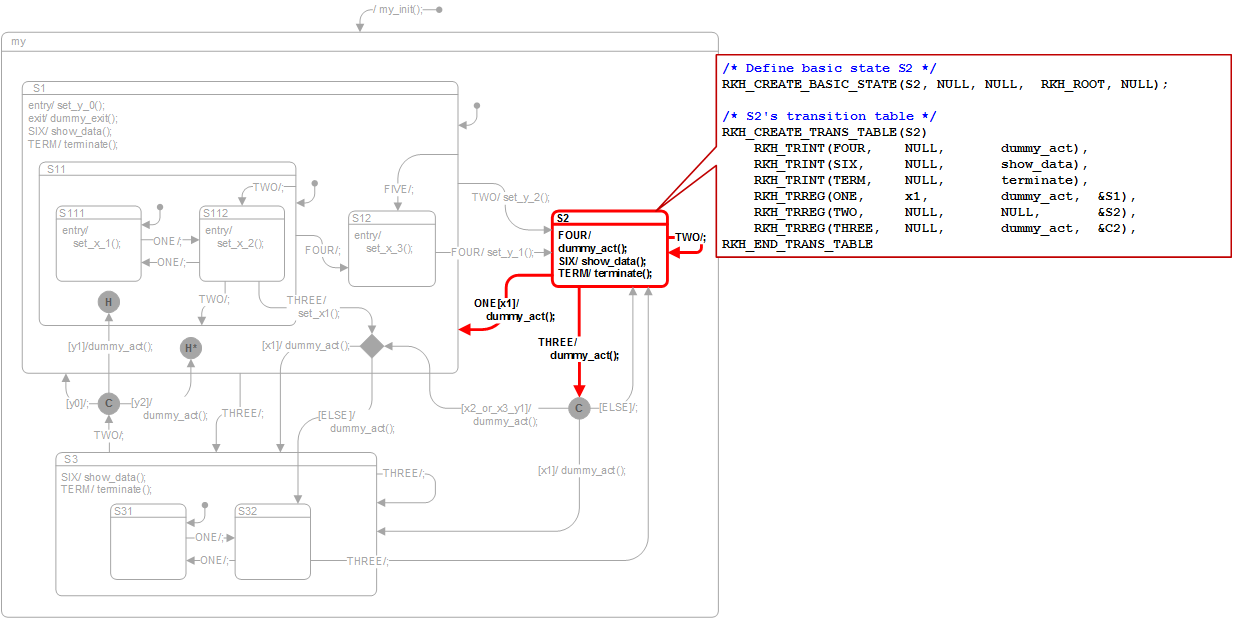 / my_init();
my
S1
entry/ set_y_0();
exit/ dummy_exit();
SIX/ show_data();
TERM/ terminate();
S11
TWO/;
S111
entry/
set_x_1();
ONE/;
ONE/;
S112
entry/
set_x_2();
FIVE/;
S12
entry/
set_x_3();
FOUR/;
TWO/ set_y_2();
FOUR/ set_y_1();
TWO/;
THREE/
set_x1();
H
H*
[y1]/dummy_act();
[x1]/ dummy_act();
S2
FOUR/
dummy_act();
SIX/ show_data();
TERM/ terminate();
TWO/;
ONE[x1]/
dummy_act();
THREE/
dummy_act();
[y0]/;
C
[y2]/
dummy_act();
THREE/;
[ELSE]/
dummy_act();
[x2_or_x3_y1]/
dummy_act();
C
[ELSE]/;
TWO/;
[x1]/ dummy_act();
S3
SIX/ show_data();
TERM/ terminate();
THREE/;
S31
ONE/;
ONE/;
S32
THREE/;
/* Define basic state S2 */
RKH_CREATE_BASIC_STATE(S2, NULL, NULL,  RKH_ROOT, NULL);
/* S2's transition table */
RKH_CREATE_TRANS_TABLE(S2)
RKH_TRINT(FOUR, NULL, dummy_act),
RKH_TRINT(SIX, NULL, show_data),
RKH_TRINT(TERM, NULL, terminate),
RKH_TRREG(ONE, x1, dummy_act, &S1),
RKH_TRREG(TWO, NULL, NULL, &S2),
RKH_TRREG(THREE, NULL, dummy_act, &C2),
RKH_END_TRANS_TABLE